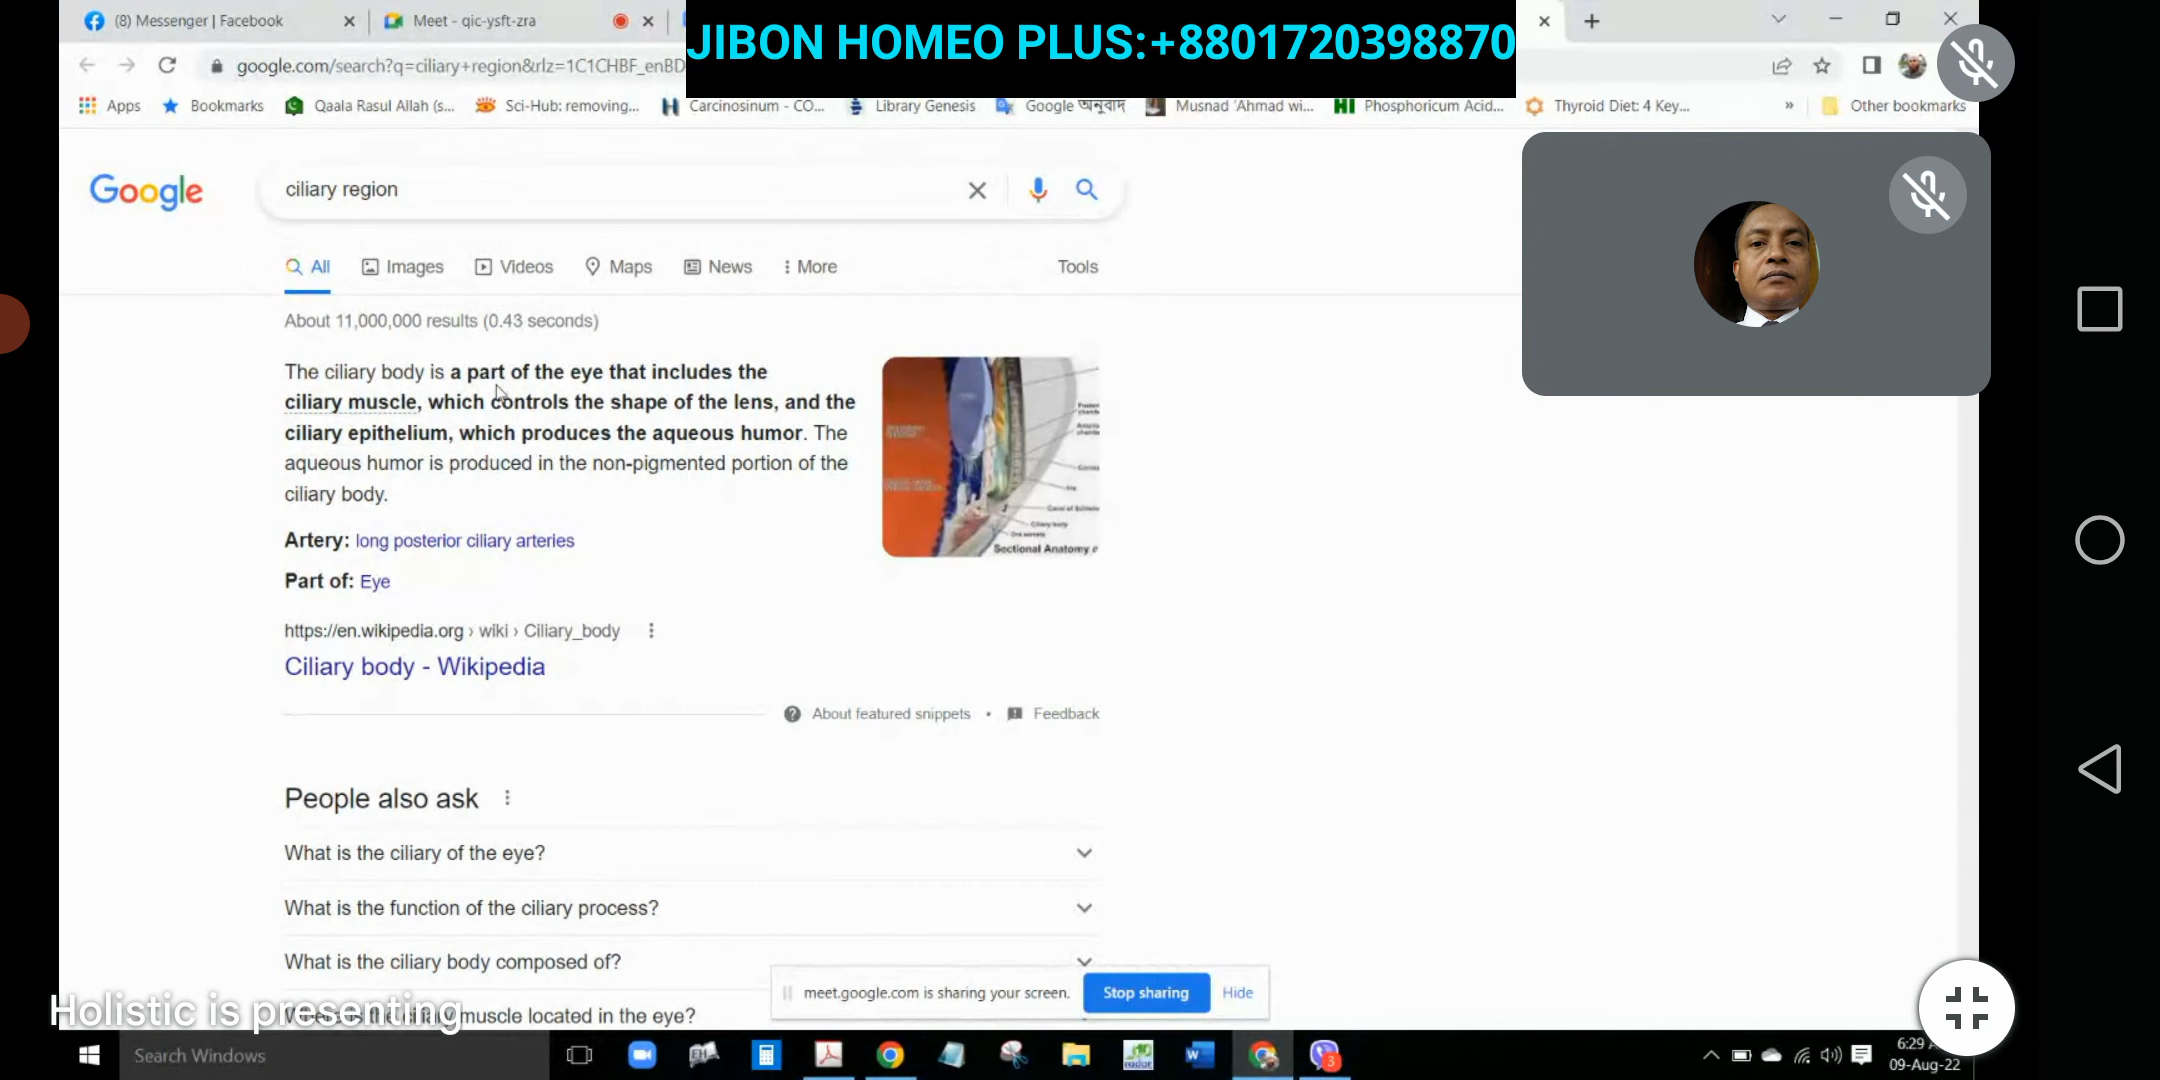 (8) Messenger | Facebook
Meet - qic-ysft-zra
JIBON HOMEO PLUS:+8801720398870
google.com/search?q=ciliary+region&rlz=1C1CHBF_enBD
Apps
Bookmarks
Qaala Rasul Allah (s...
Sci-Hub: removing...
Carcinosinum - CO...
Library Genesis
Google অনুবাদ
Musnad 'Ahmad wi...
Phosphoricum Acid...
Thyroid Diet: 4 Key...
»
Other bookmarks
Google
ciliary region
All
Images
Videos
Maps
News
More
Tools
About 11,000,000 results (0.43 seconds)
The ciliary body is a part of the eye that includes the
ciliary muscle, which controls the shape of the lens, and the
ciliary epithelium, which produces the aqueous humor. The
aqueous humor is produced in the non-pigmented portion of the
ciliary body.
Ciliary body
Sectional Anatomy
Artery: long posterior ciliary arteries
Part of: Eye
https://en.wikipedia.org › wiki › Ciliary_body
Ciliary body - Wikipedia
About featured snippets • Feedback
People also ask
What is the ciliary of the eye?
What is the function of the ciliary process?
What is the ciliary body composed of?
meet.google.com is sharing your screen.
Stop sharing
Hide
Holistic is presenting
muscle located in the eye?
Search Windows
3
6:29
09-Aug-22